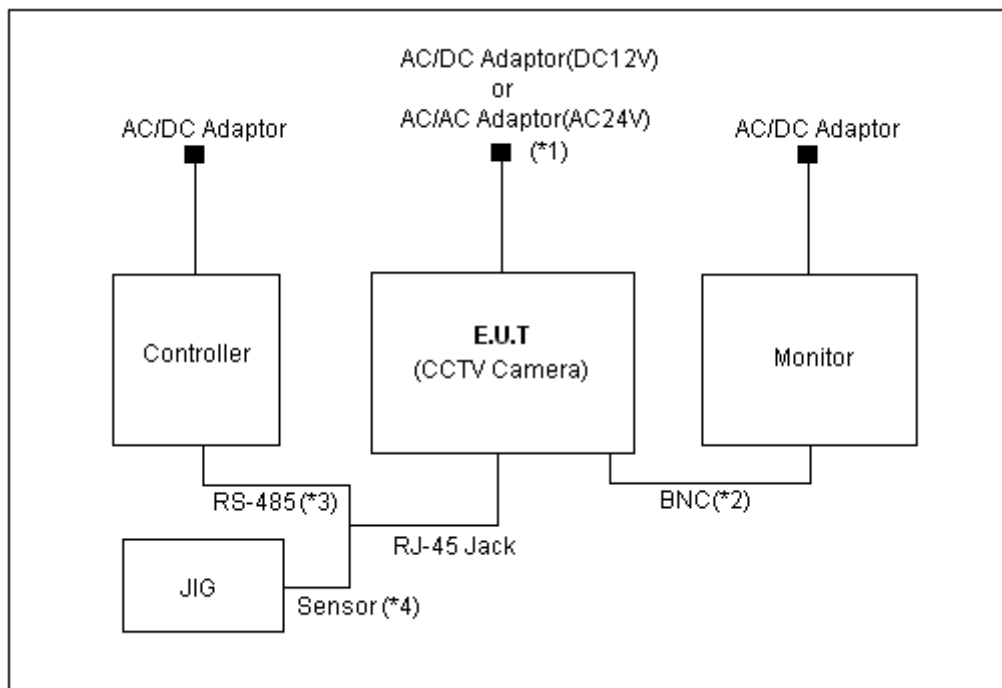 AC/DC Adaptor(DC12V)
or
AC/AC Adaptor(AC24V)
(*1)
AC/DC Adaptor
AC/DC Adaptor
Controller
E.U.T
(CCTV Camera)
Monitor
RS-485(*3)
BNC(*2)
RJ-45 Jack
JIG
Sensor(*4)